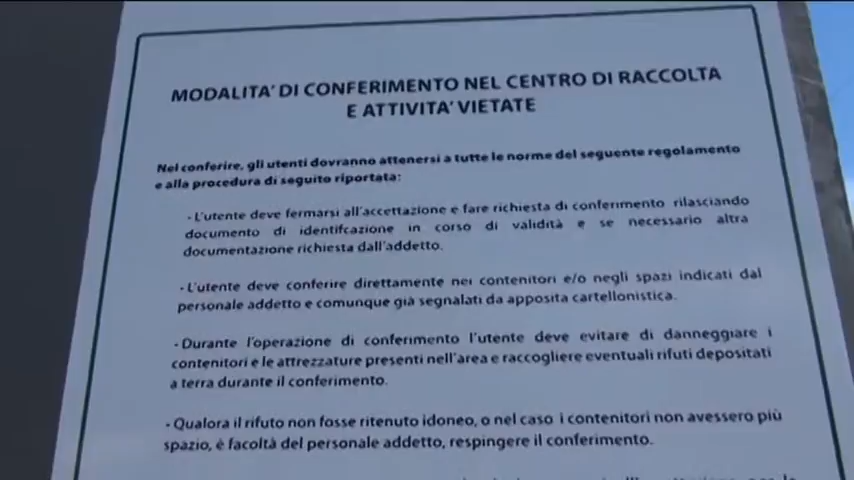 MODALITA' DI CONFERIMENTO NEL CENTRO DI RACCOLTA
E ATTIVITA' VIETATE
Nel conferire, gli utenti dovranno attenersi a tutte le norme del seguente regolamento
e alla procedura di seguito riportata:
- L'utente deve fermarsi all'accettazione e fare richiesta di conferimento rilasciando
documento di identifcazione in corso di validità e se necessario altra
documentazione richiesta dall'addetto.
- L'utente deve conferire direttamente nei contenitori e/o negli spazi indicati dal
personale addetto e comunque già segnalati da apposita cartellonistica.
- Durante l'operazione di conferimento l'utente deve evitare di danneggiare i
contenitori e le attrezzature presenti nell'area e raccogliere eventuali rifiuti depositati
a terra durante il conferimento.
- Qualora il rifuto non fosse ritenuto idoneo, o nel caso i contenitori non avessero più
spazio, è facoltà del personale addetto, respingere il conferimento.